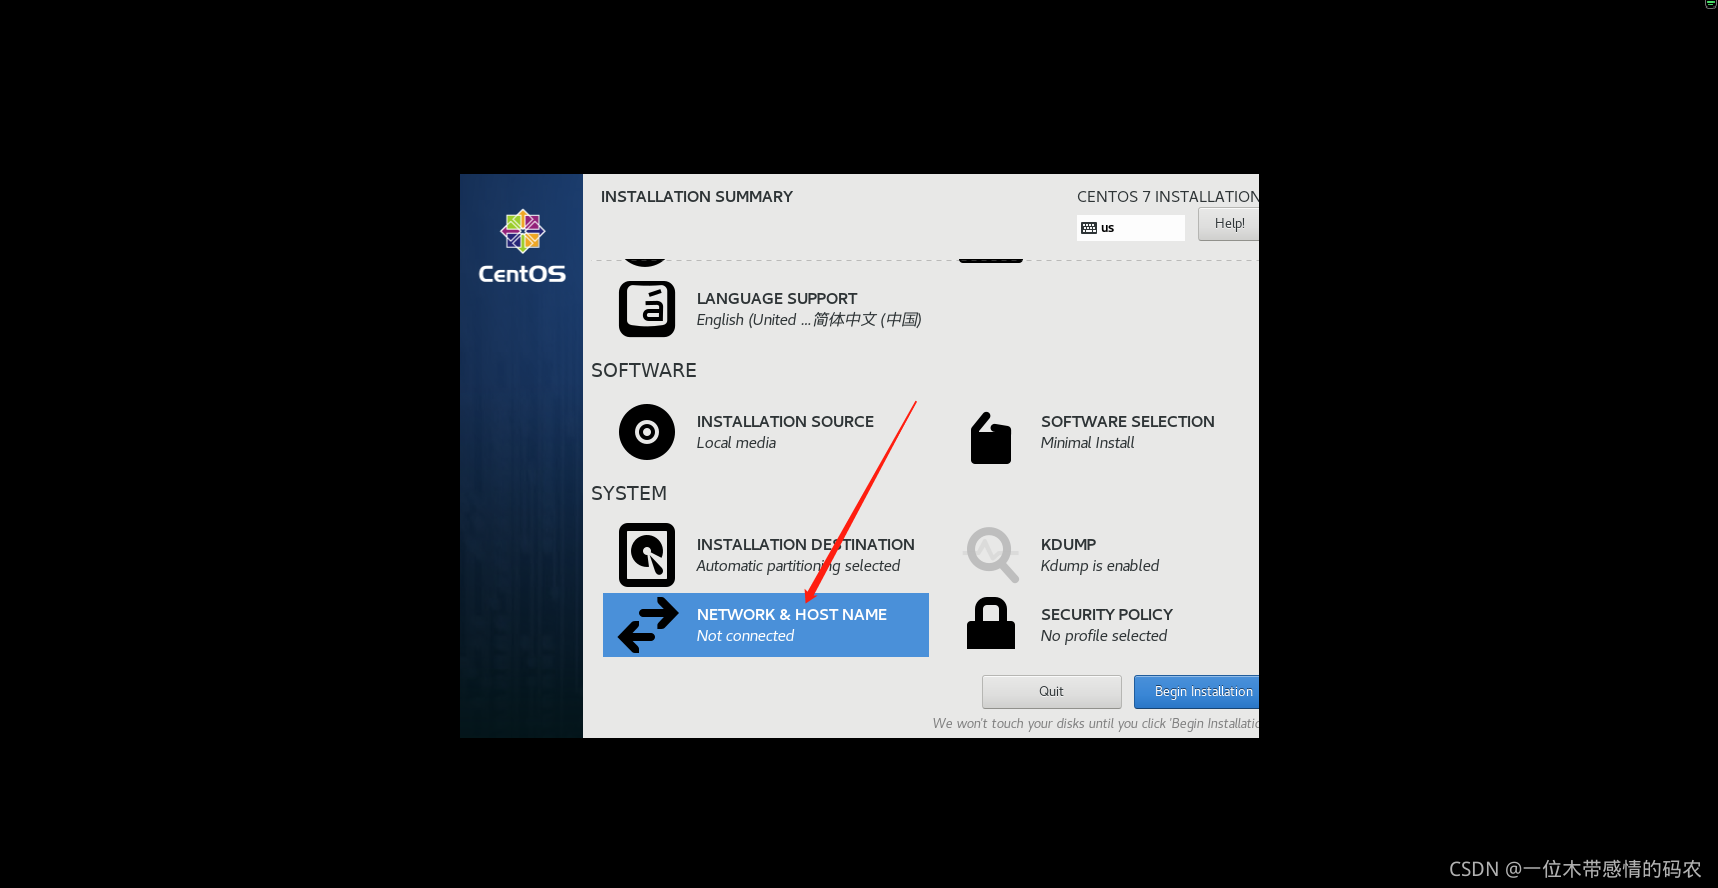 INSTALLATION SUMMARY
CENTOS 7 INSTALLATION
us
Help!
CentOS
LANGUAGE SUPPORT
English (United ...简体中文 (中国)
SOFTWARE
INSTALLATION SOURCE
Local media
SOFTWARE SELECTION
Minimal Install
SYSTEM
INSTALLATION DESTINATION
Automatic partitioning selected
KDUMP
Kdump is enabled
NETWORK & HOST NAME
Not connected
SECURITY POLICY
No profile selected
Quit
Begin Installation
We won't touch your disks until you click 'Begin Installatio
CSDN @一位木带感情的码农